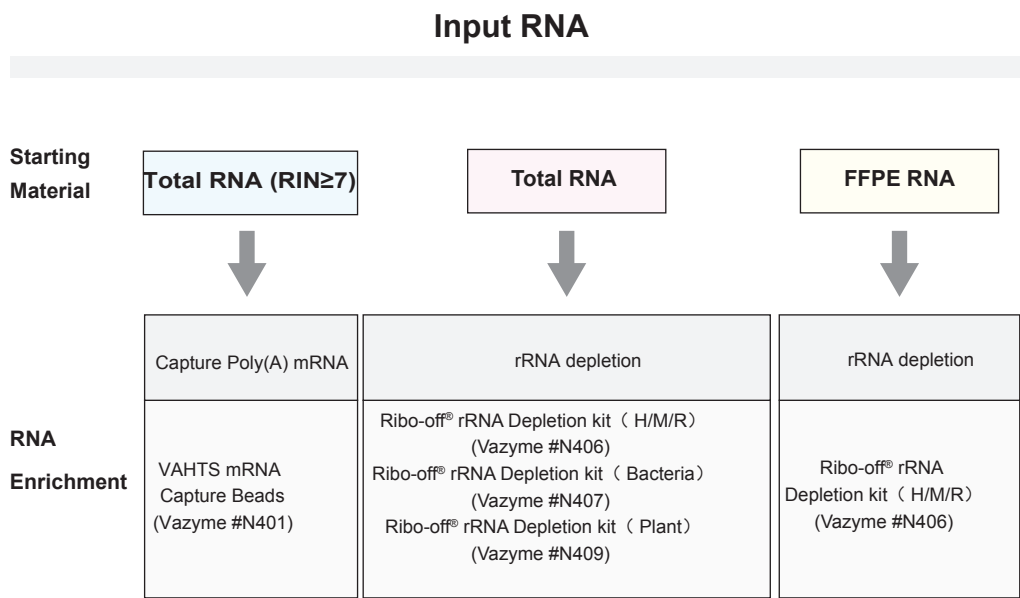 Input RNA
Starting
Material
Total RNA (RIN≥7)
Total RNA
FFPE RNA
RNA
Enrichment
Capture Poly(A) mRNA
VAHTS mRNA
Capture Beads
(Vazyme #N401)
rRNA depletion
Ribo-off® rRNA Depletion kit（ H/M/R）
(Vazyme #N406)
Ribo-off® rRNA Depletion kit（ Bacteria）
(Vazyme #N407)
Ribo-off® rRNA Depletion kit（ Plant）
(Vazyme #N409)
rRNA depletion
Ribo-off® rRNA
Depletion kit（ H/M/R）
(Vazyme #N406)